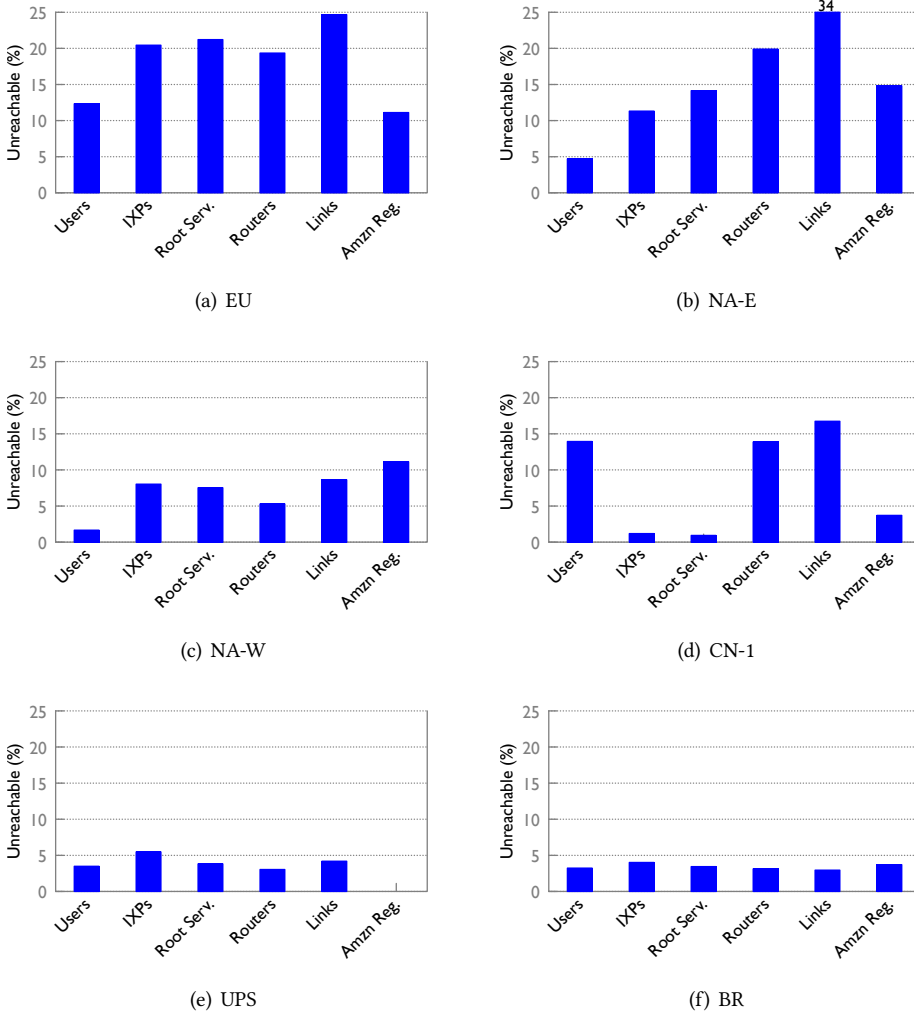 34
25
20
15
10
5
0
Unreachable (%)
Users
IXPs
Root Serv.
Routers
Links
Amzn Reg.
(a) EU
25
20
15
10
5
0
Unreachable (%)
Users
IXPs
Root Serv.
Routers
Links
Amzn Reg.
(b) NA-E
25
20
15
10
5
0
Unreachable (%)
Users
IXPs
Root Serv.
Routers
Links
Amzn Reg.
(c) NA-W
25
20
15
10
5
0
Unreachable (%)
Users
IXPs
Root Serv.
Routers
Links
Amzn Reg.
(d) CN-1
25
20
15
10
5
0
Unreachable (%)
Users
IXPs
Root Serv.
Routers
Links
Amzn Reg.
(e) UPS
25
20
15
10
5
0
Unreachable (%)
Users
IXPs
Root Serv.
Routers
Links
Amzn Reg.
(f) BR